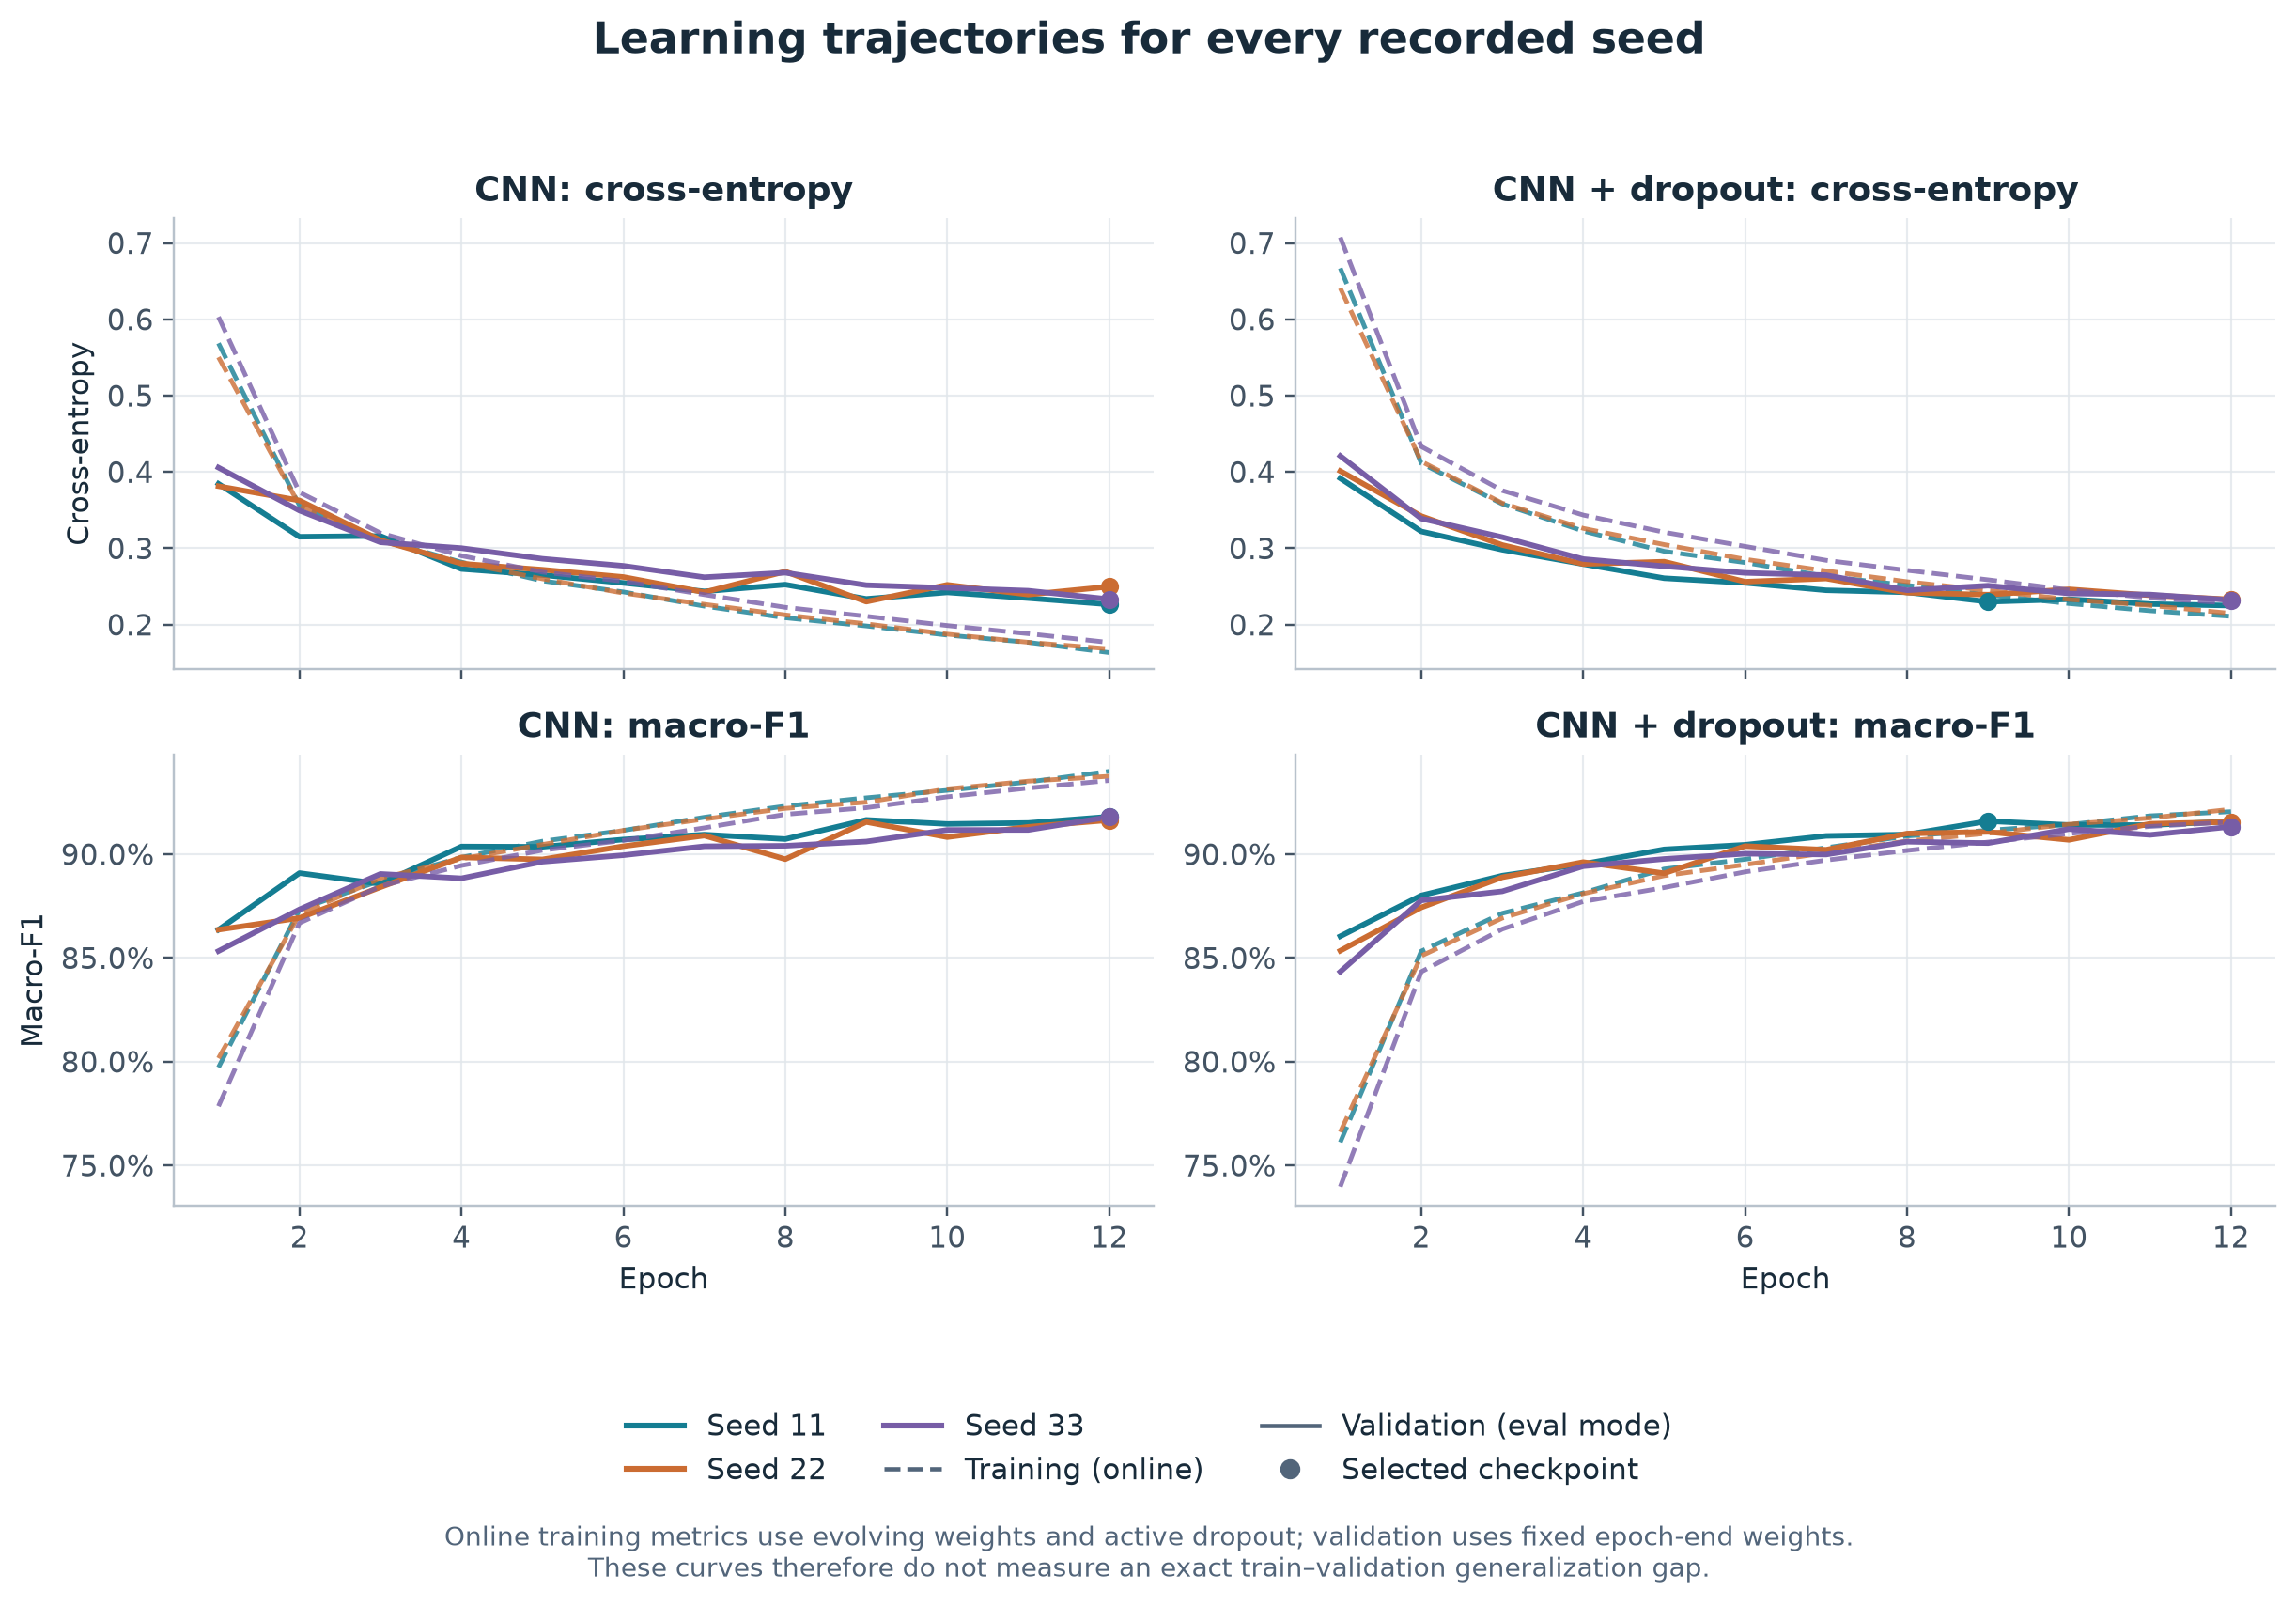 Learning trajectories for every recorded seed
CNN: cross-entropy
CNN + dropout: cross-entropy
Cross-entropy
0.7
0.6
0.5
0.4
0.3
0.2
0.7
0.6
0.5
0.4
0.3
0.2
CNN: macro-F1
CNN + dropout: macro-F1
Macro-F1
90.0%
85.0%
80.0%
75.0%
90.0%
85.0%
80.0%
75.0%
2 4 6 8 10 12
2 4 6 8 10 12
Epoch
Epoch
Seed 11
Seed 33
Validation (eval mode)
Seed 22
Training (online)
Selected checkpoint
Online training metrics use evolving weights and active dropout; validation uses fixed epoch-end weights.
These curves therefore do not measure an exact train–validation generalization gap.